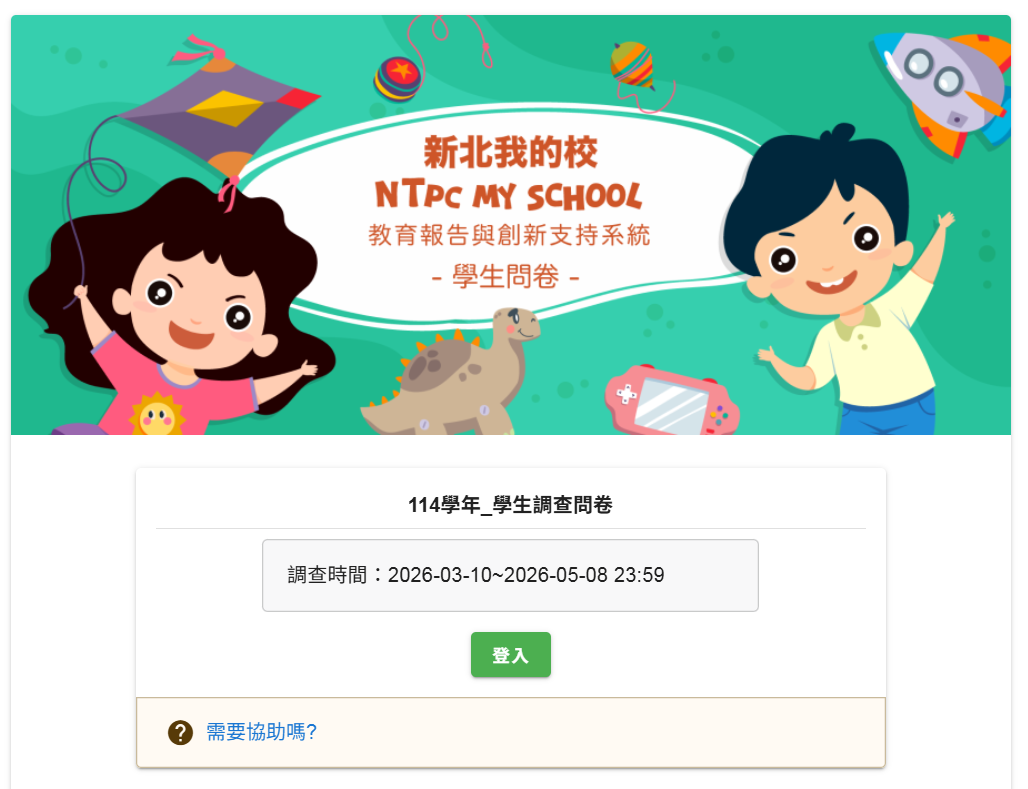 新北我的校
NTPC MY SCHOOL
教育報告與創新支持系統
- 學生問卷 -
114學年_學生調查問卷
調查時間：2026-03-10~2026-05-08 23:59
登入
需要協助嗎?